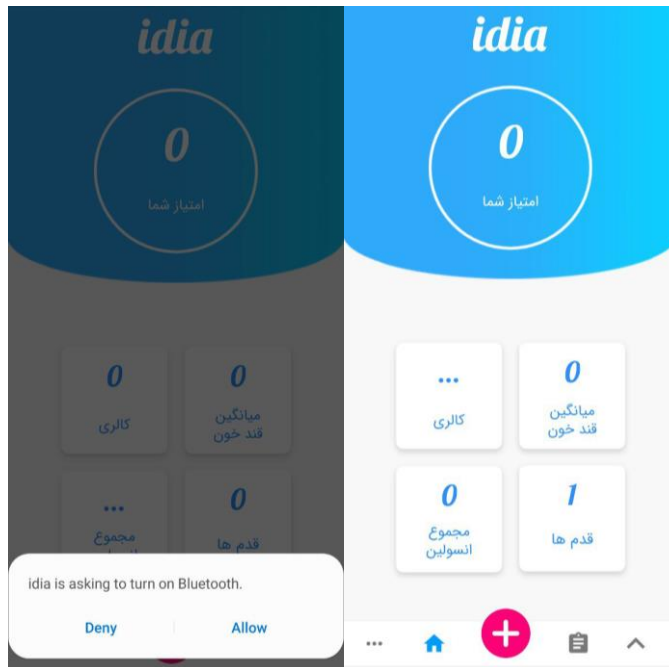 idia
0
امتیاز شما
0
میانگین
قند خون
0
کالری
0
قدم ها
...
مجموع
idia is asking to turn on Bluetooth.
Deny
Allow
idia
0
امتیاز شما
0
میانگین
قند خون
...
کالری
1
قدم ها
0
مجموع
انسولین